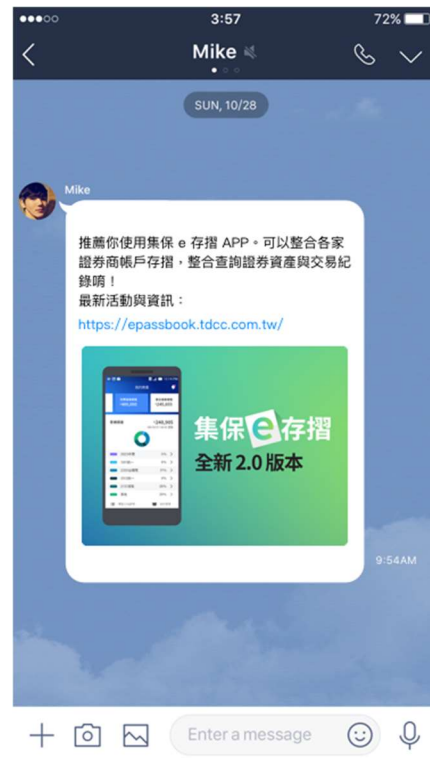 3:57
72%
Mike
SUN, 10/28
Mike
推薦你使用集保 e 存摺 APP。可以整合各家
證券商帳戶存摺，整合查詢證券資產與交易紀
錄唷！
最新活動與資訊：
https://epassbook.tdcc.com.tw/
集保e存摺
全新 2.0 版本
9:54AM
Enter a message